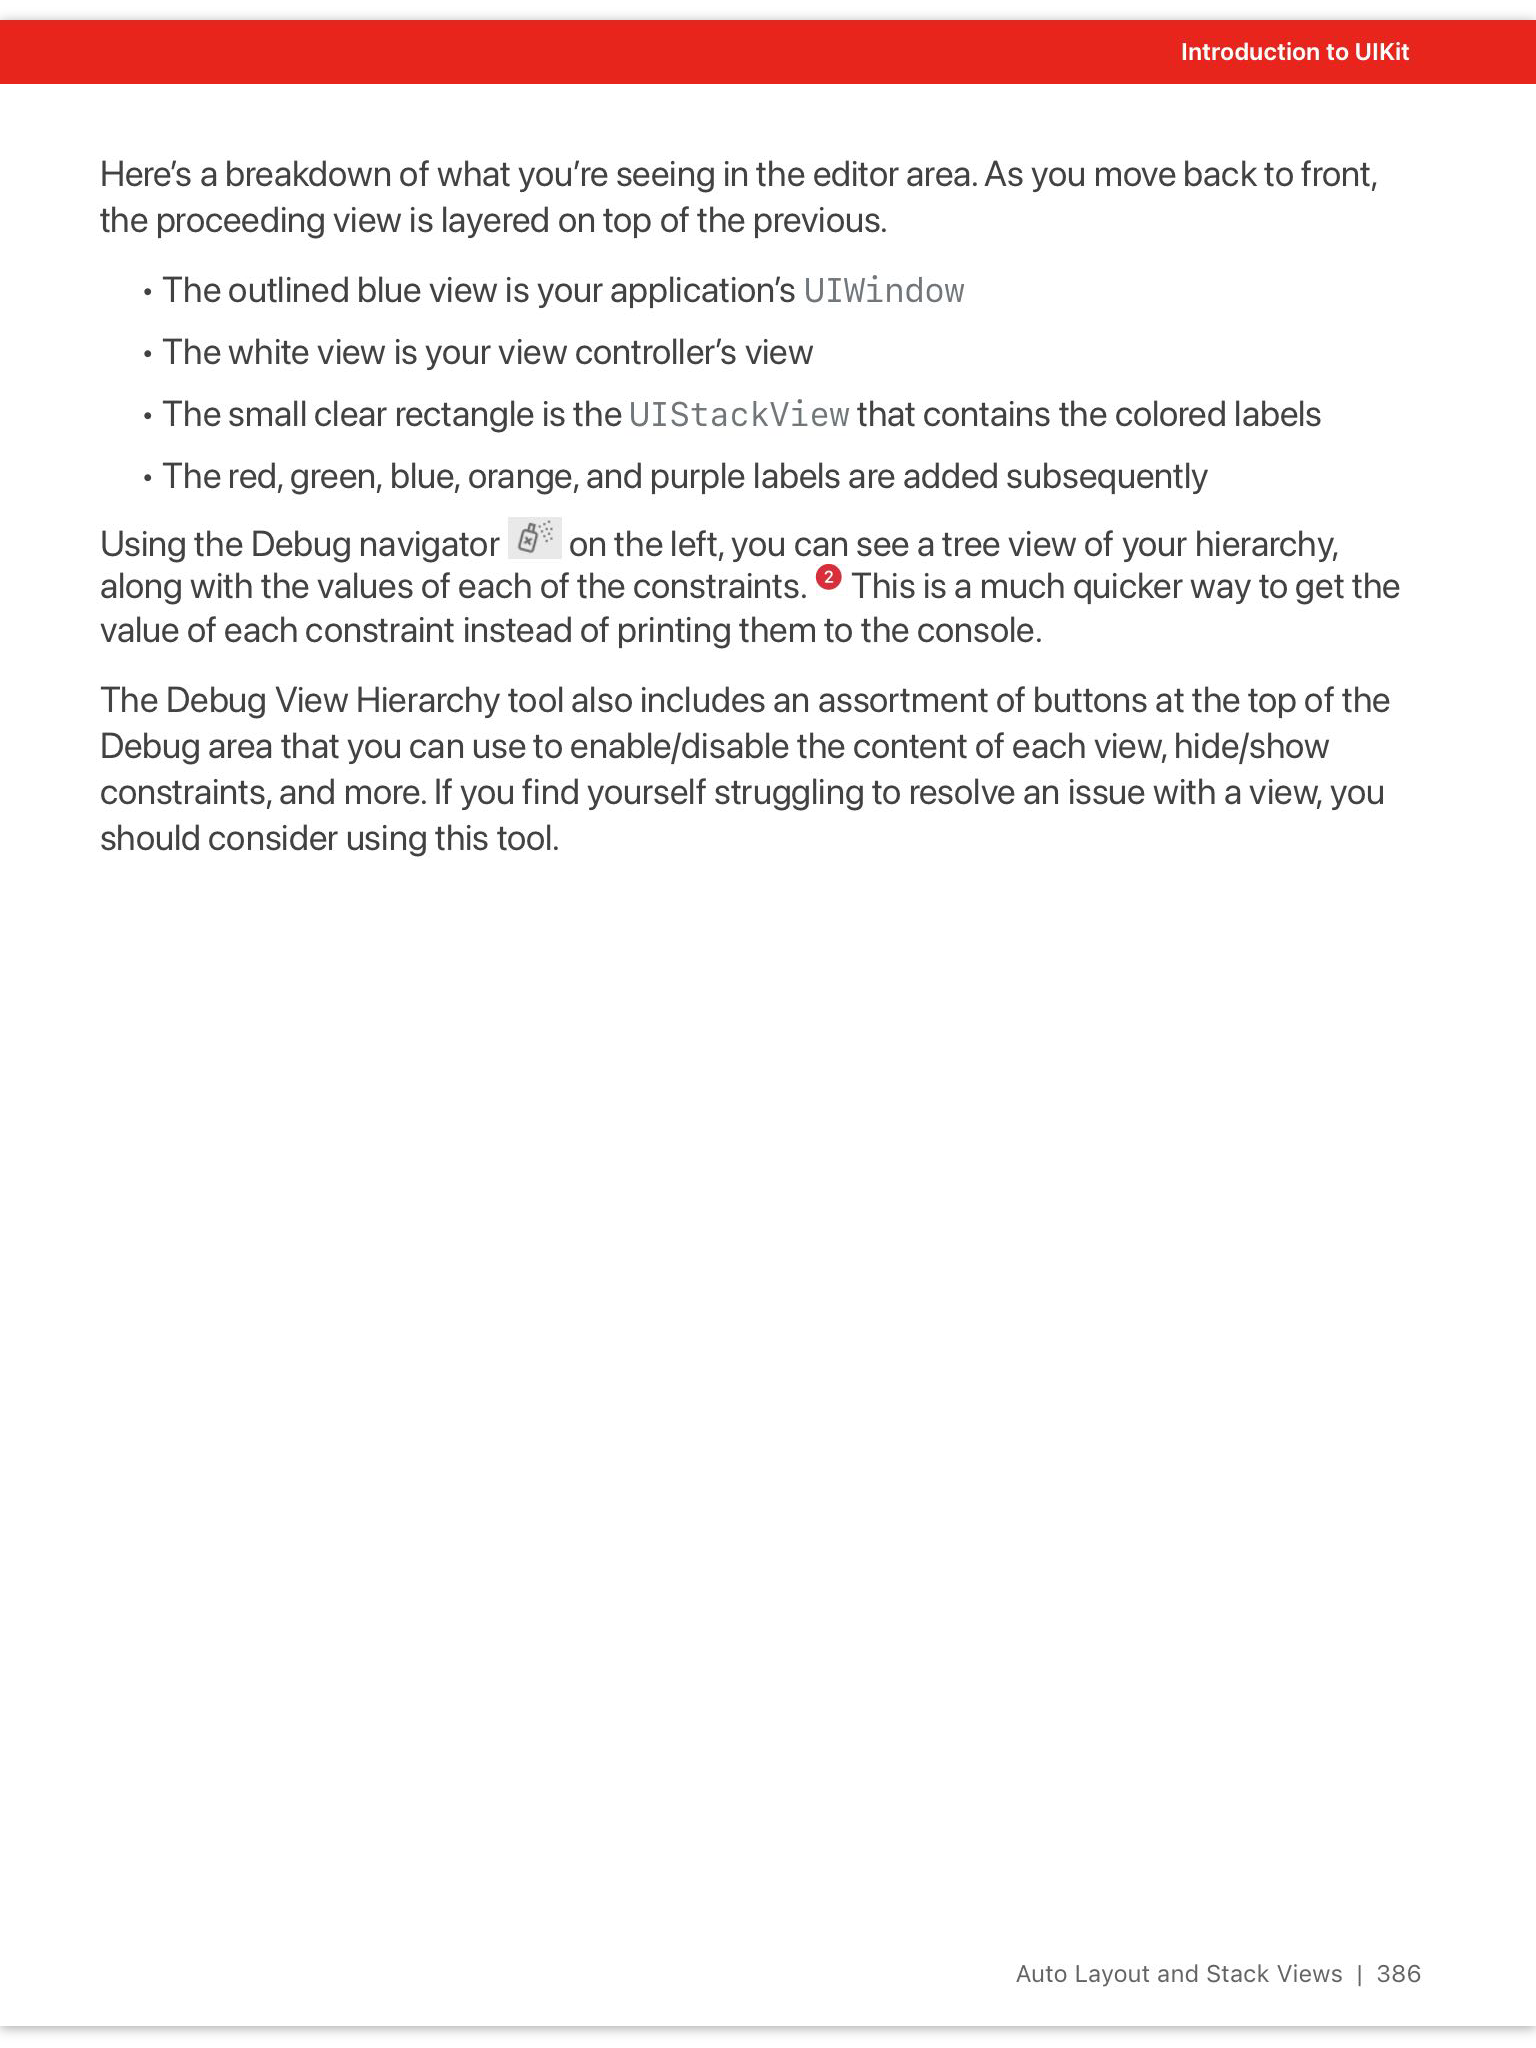 Introduction to UIKit
Here’s a breakdown of what you’re seeing in the editor area. As you move back to front,
the proceeding view is layered on top of the previous.
• The outlined blue view is your application’s UIWindow
• The white view is your view controller’s view
• The small clear rectangle is the UIStackView that contains the colored labels
• The red, green, blue, orange, and purple labels are added subsequently
Using the Debug navigator on the left, you can see a tree view of your hierarchy,
along with the values of each of the constraints. 2 This is a much quicker way to get the
value of each constraint instead of printing them to the console.
The Debug View Hierarchy tool also includes an assortment of buttons at the top of the
Debug area that you can use to enable/disable the content of each view, hide/show
constraints, and more. If you find yourself struggling to resolve an issue with a view, you
should consider using this tool.
Auto Layout and Stack Views | 386